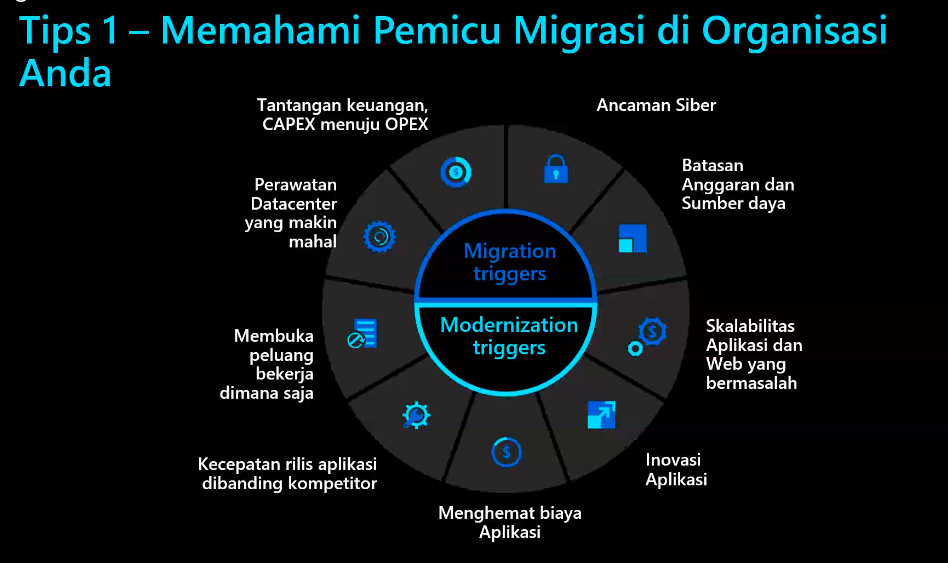 Tips 1 – Memahami Pemicu Migrasi di Organisasi
Anda
Tantangan keuangan,
CAPEX menuju OPEX
Ancaman Siber
Batasan
Anggaran dan
Sumber daya
Perawatan
Datacenter
yang makin
mahal
Migration
triggers
Modernization
triggers
Skalabilitas
Aplikasi dan
Web yang
bermasalah
Membuka
peluang
bekerja
dimana saja
Inovasi
Aplikasi
Kecepatan rilis aplikasi
dibanding kompetitor
Menghemat biaya
Aplikasi